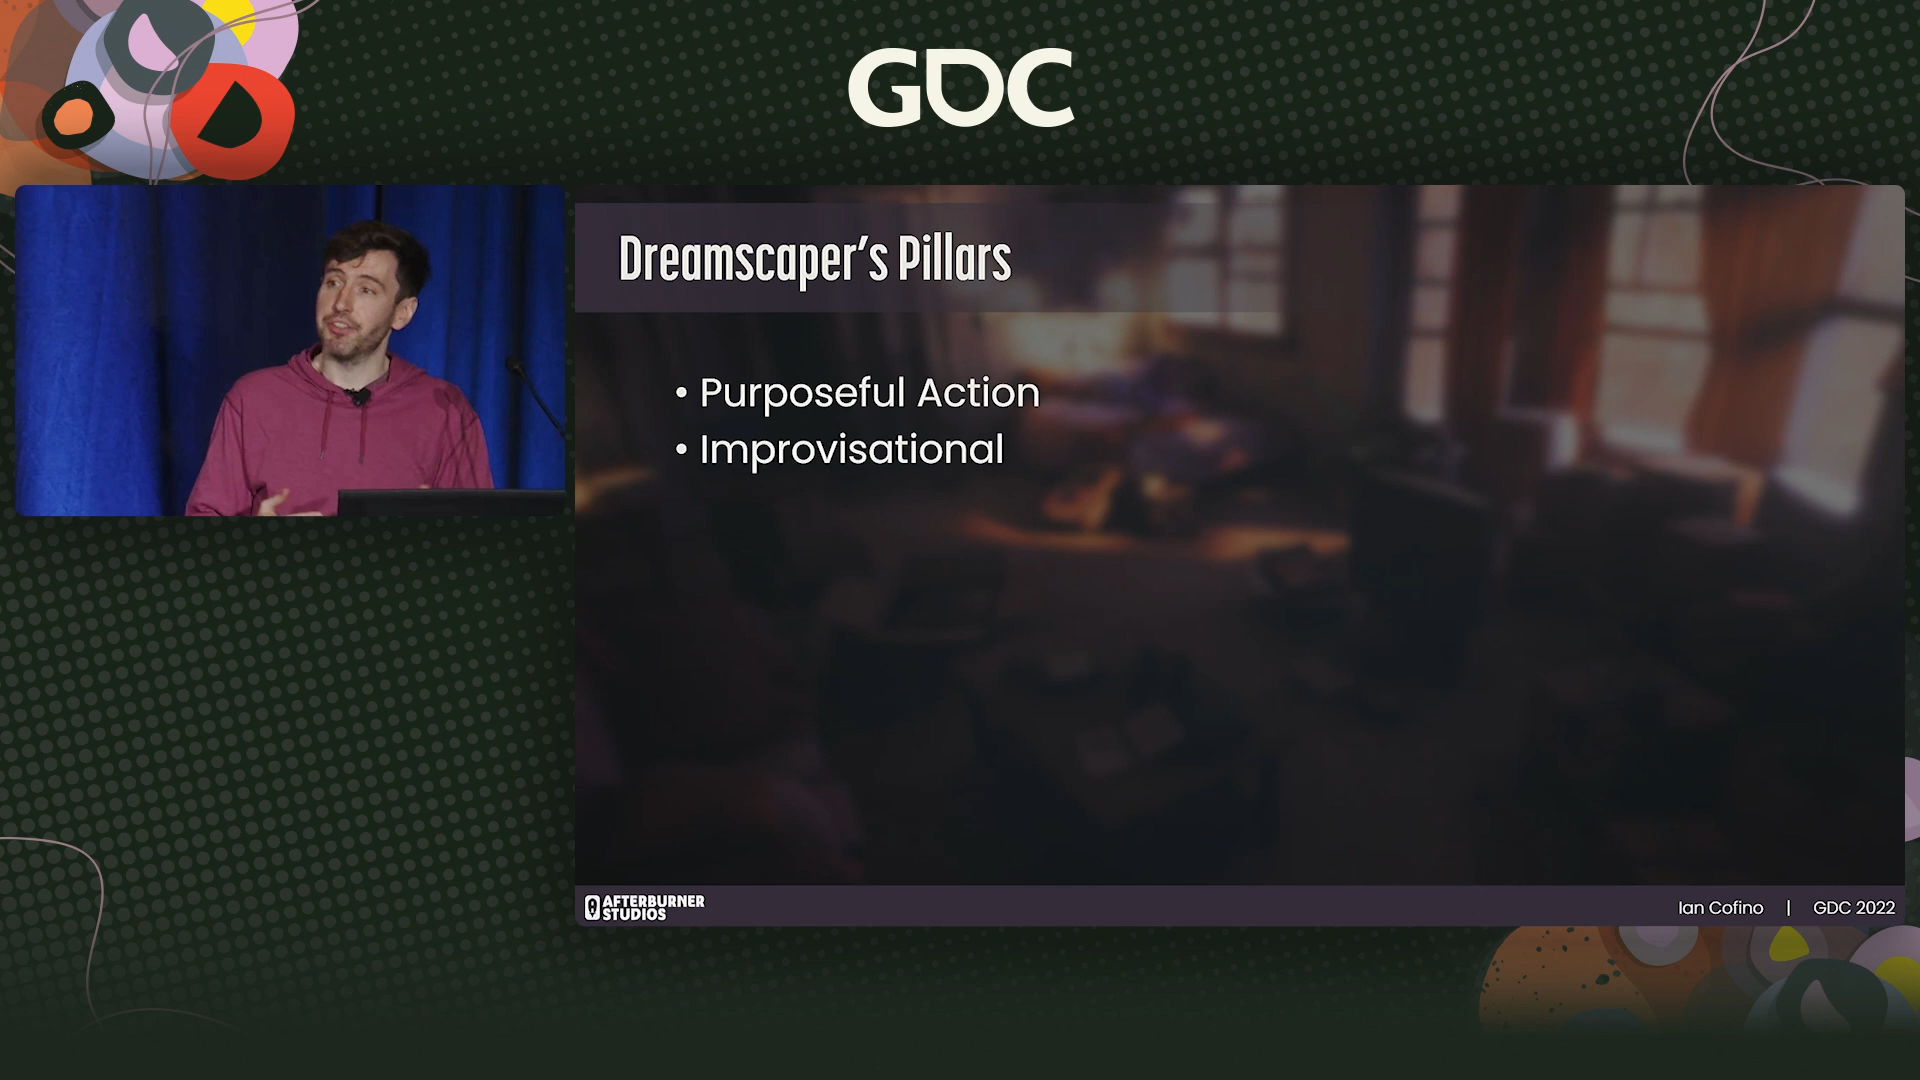 GDC
Dreamscaper's Pillars
• Purposeful Action
• Improvisational
AFTERBURNER
STUDIOS
Ian Cofino | GDC 2022